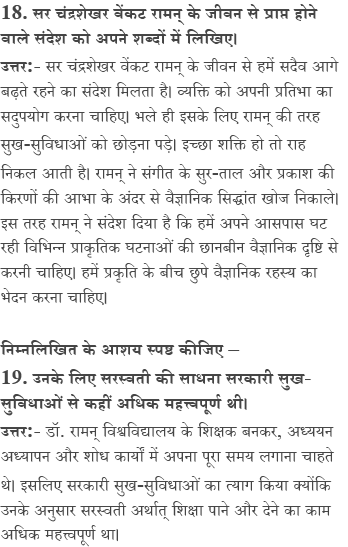 18. सर चंद्रशेखर वेंकट रामन् के जीवन से प्राप्त होने
वाले संदेश को अपने शब्दों में लिखिए।
उत्तर:- सर चंद्रशेखर वेंकट रामन् के जीवन से हमें सदैव आगे
बढ़ते रहने का संदेश मिलता है। व्यक्ति को अपनी प्रतिभा का
सदुपयोग करना चाहिए। भले ही इसके लिए रामन् की तरह
सुख-सुविधाओं को छोड़ना पड़े। इच्छा शक्ति हो तो राह
निकल आती है। रामन् ने संगीत के सुर-ताल और प्रकाश की
किरणों की आभा के अंदर से वैज्ञानिक सिद्धांत खोज निकाले।
इस तरह रामन् ने संदेश दिया है कि हमें अपने आसपास घट
रही विभिन्न प्राकृतिक घटनाओं की छानबीन वैज्ञानिक दृष्टि से
करनी चाहिए। हमें प्रकृति के बीच छुपे वैज्ञानिक रहस्य का
भेदन करना चाहिए।
निम्नलिखित के आशय स्पष्ट कीजिए –
19. उनके लिए सरस्वती की साधना सरकारी सुख-
सुबिधाओं से कहीं अधिक महत्त्वपूर्ण थी।
उत्तर:- डॉ. रामन् विश्वविद्यालय के शिक्षक बनकर, अध्ययन
अध्यापन और शोध कार्यों में अपना पूरा समय लगाना चाहते
थे। इसलिए सरकारी सुख-सुविधाओं का त्याग किया क्योंकि
उनके अनुसार सरस्वती अर्थात् शिक्षा पाने और देने का काम
अधिक महत्त्वपूर्ण था।